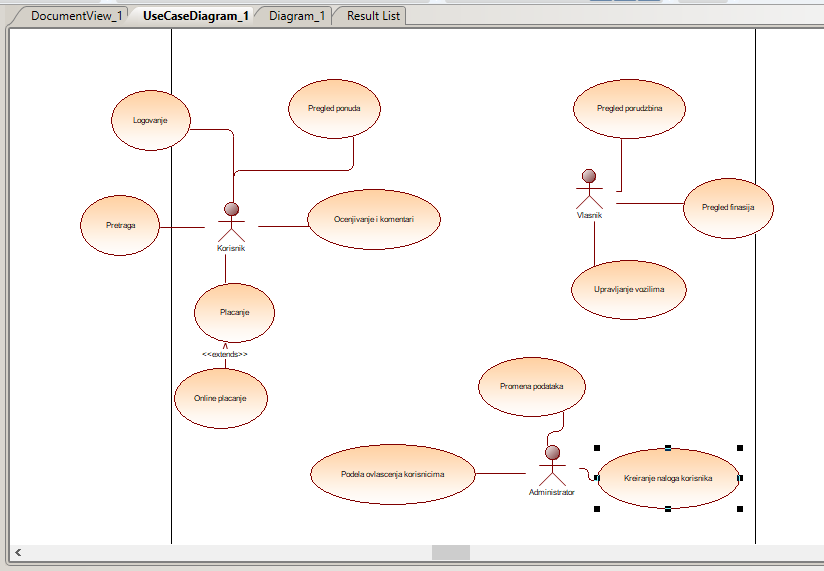 DocumentView_1
UseCaseDiagram_1
Diagram_1
Result List
Logovanje
Pregled ponuda
Pregled porudzbina
Pretraga
Korisnik
Ocenjivanje i komentari
Vlasnik
Pregled finasija
Placanje
Upravljanje vozilima
<<extends>>
Online placanje
Promena podataka
Podela ovlascenja korisnicima
Administrator
Kreiranje naloga korisnika